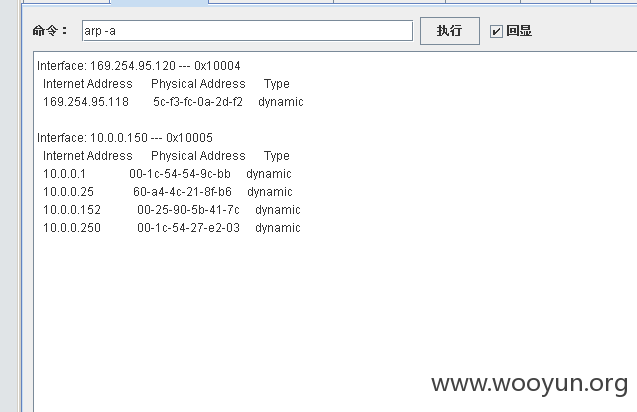 命令： arp -a 执行 回显
Interface: 169.254.95.120 --- 0x10004
Internet Address Physical Address Type
169.254.95.118 5c-f3-fc-0a-2d-f2 dynamic
Interface: 10.0.0.150 --- 0x10005
Internet Address Physical Address Type
10.0.0.1 00-1c-54-54-9c-bb dynamic
10.0.0.25 60-a4-4c-21-8f-b6 dynamic
10.0.0.152 00-25-90-5b-41-7c dynamic
10.0.0.250 00-1c-54-27-e2-03 dynamic
www.wooyun.org